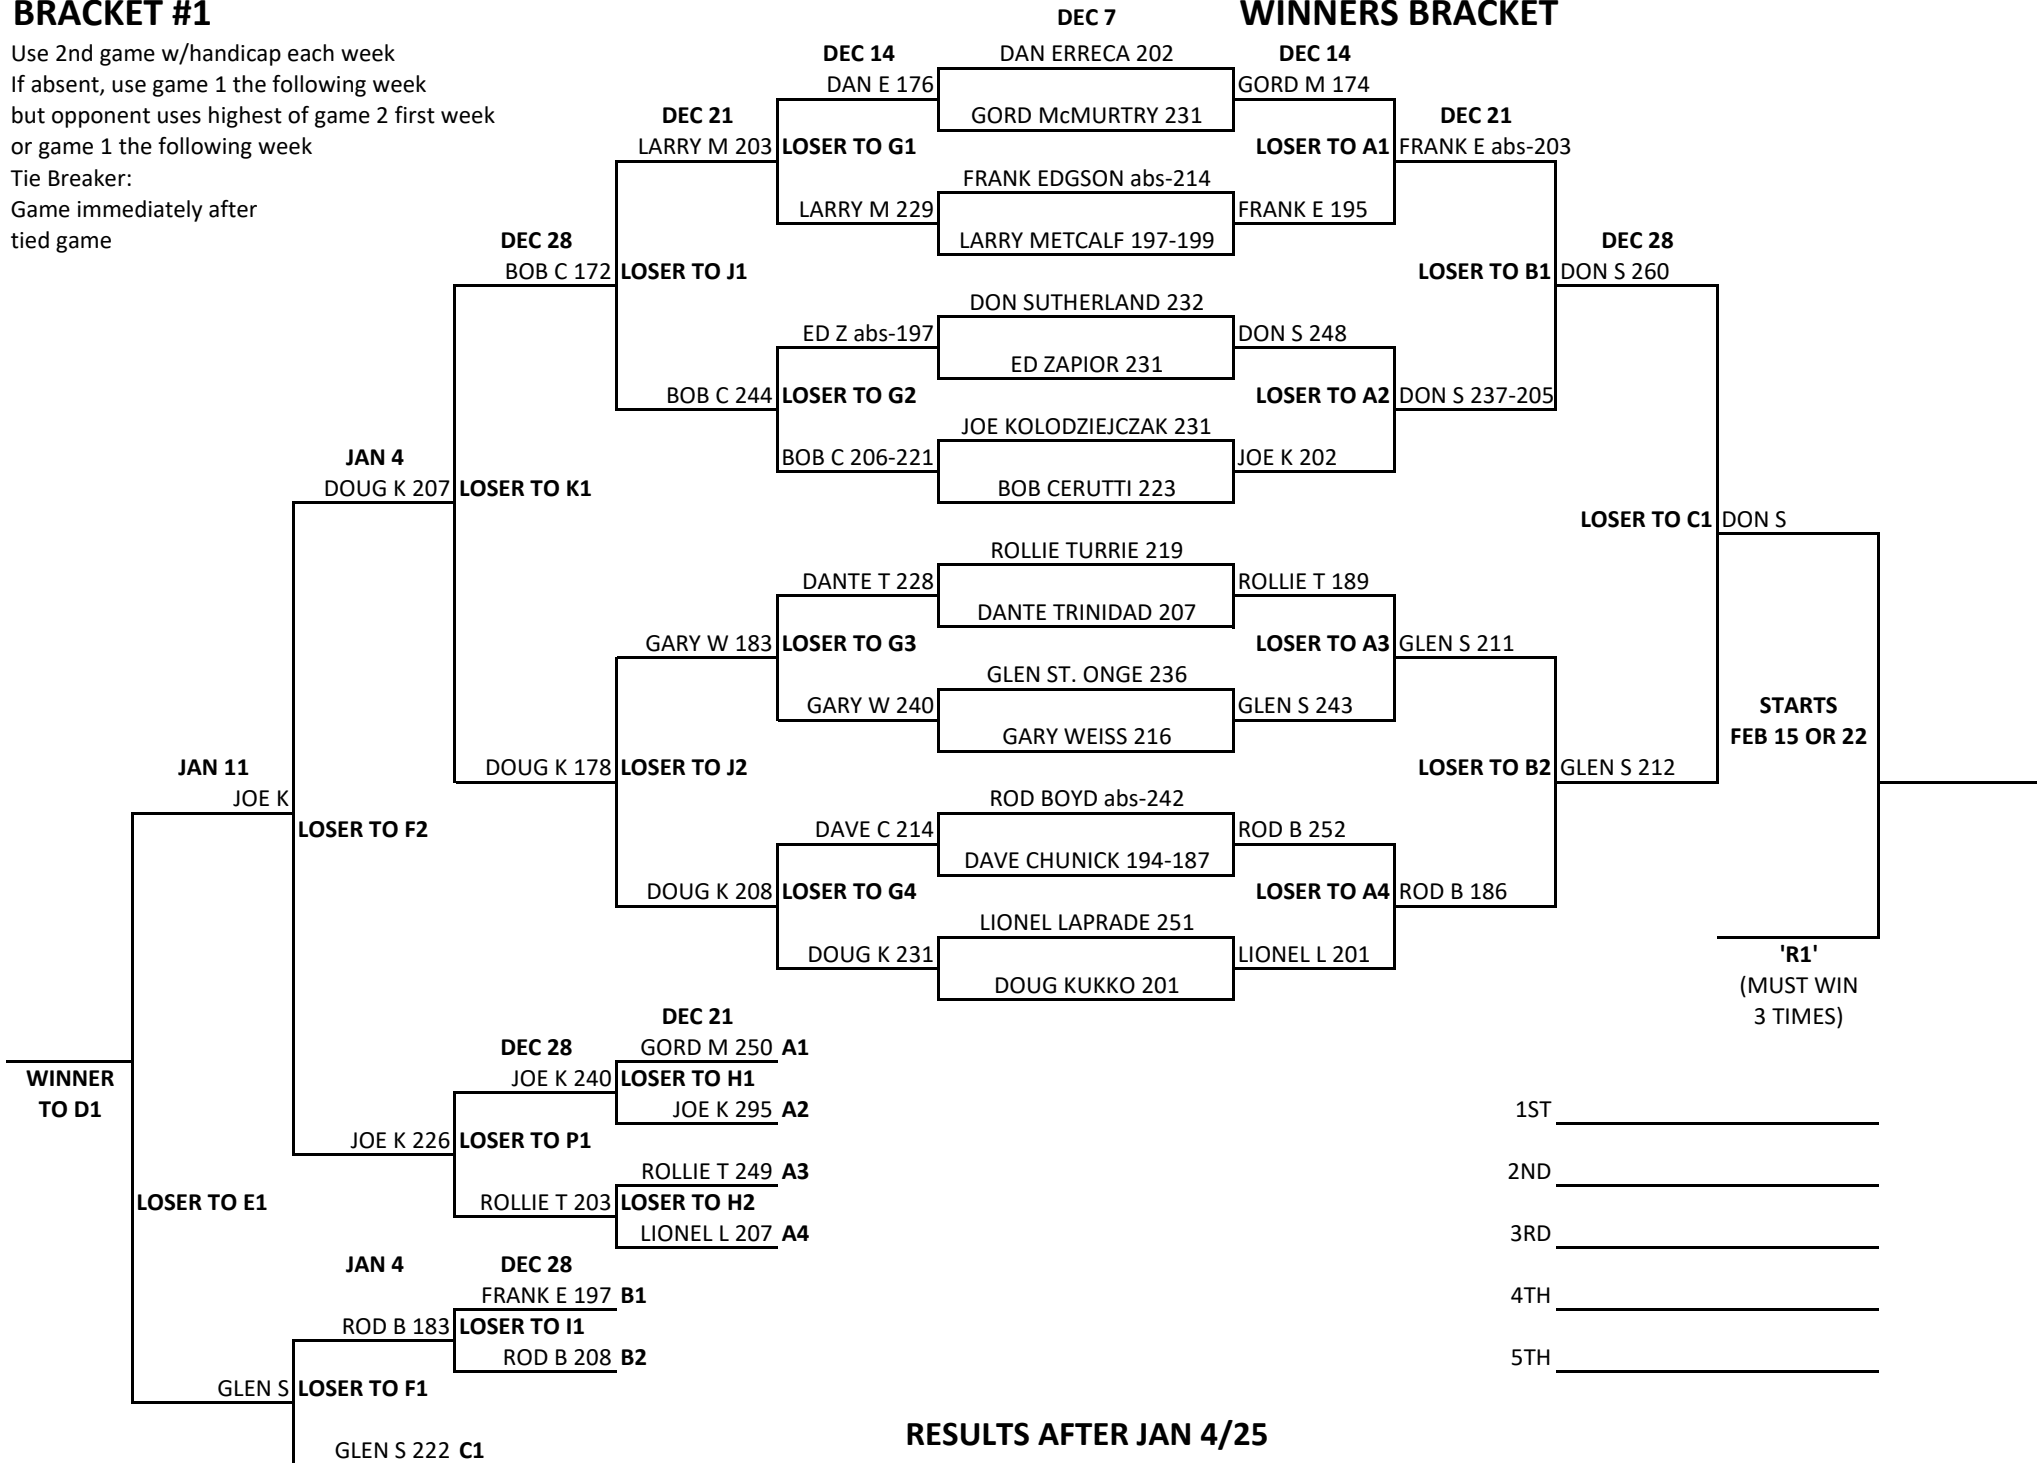 BRACKET #1
DEC 7
WINNERS BRACKET
Use 2nd game w/handicap each week
DEC 14
DAN ERRECA 202
DEC 14
If absent, use game 1 the following week
DAN E 176
GORD M 174
but opponent uses highest of game 2 first week
DEC 21
GORD McMURTRY 231
DEC 21
or game 1 the following week
LARRY M 203
LOSER TO G1
LOSER TO A1
FRANK E abs-203
Tie Breaker:
FRANK EDGSON abs-214
Game immediately after
LARRY M 229
FRANK E 195
tied game
DEC 28
LARRY METCALF 197-199
DEC 28
BOB C 172
LOSER TO J1
LOSER TO B1
DON S 260
DON SUTHERLAND 232
ED Z abs-197
DON S 248
ED ZAPIOR 231
BOB C 244
LOSER TO G2
LOSER TO A2
DON S 237-205
JOE KOLODZIEJCZAK 231
JAN 4
BOB C 206-221
JOE K 202
DOUG K 207
LOSER TO K1
BOB CERUTTI 223
LOSER TO C1
DON S
ROLLIE TURRIE 219
DANTE T 228
ROLLIE T 189
DANTE TRINIDAD 207
GARY W 183
LOSER TO G3
LOSER TO A3
GLEN S 211
GLEN ST. ONGE 236
GARY W 240
GLEN S 243
STARTS
GARY WEISS 216
FEB 15 OR 22
JAN 11
DOUG K 178
LOSER TO J2
LOSER TO B2
GLEN S 212
JOE K
ROD BOYD abs-242
LOSER TO F2
DAVE C 214
ROD B 252
DAVE CHUNICK 194-187
DOUG K 208
LOSER TO G4
LOSER TO A4
ROD B 186
LIONEL LAPRADE 251
DOUG K 231
LIONEL L 201
'R1'
DOUG KUKKO 201
(MUST WIN
DEC 21
3 TIMES)
DEC 28
GORD M 250 A1
WINNER
JOE K 240
LOSER TO H1
TO D1
JOE K 295 A2
1ST
JOE K 226
LOSER TO P1
ROLLIE T 249 A3
2ND
LOSER TO E1
ROLLIE T 203
LOSER TO H2
LIONEL L 207 A4
3RD
JAN 4
DEC 28
FRANK E 197 B1
4TH
ROD B 183
LOSER TO I1
ROD B 208 B2
5TH
GLEN S
LOSER TO F1
RESULTS AFTER JAN 4/25
GLEN S 222 C1